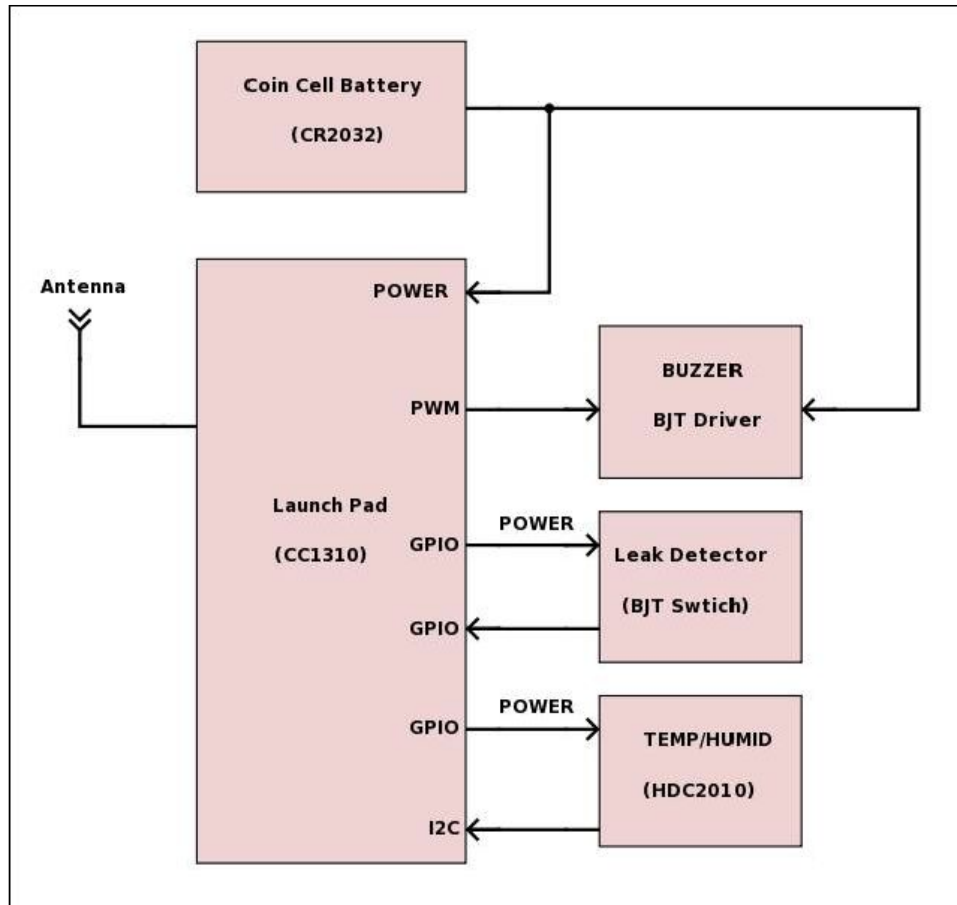 Coin Cell Battery
(CR2032)
Antenna
POWER
PWM
BUZZER
BJT Driver
Launch Pad
(CC1310)
GPIO
POWER
Leak Detector
(BJT Swtich)
GPIO
GPIO
POWER
TEMP/HUMID
(HDC2010)
I2C